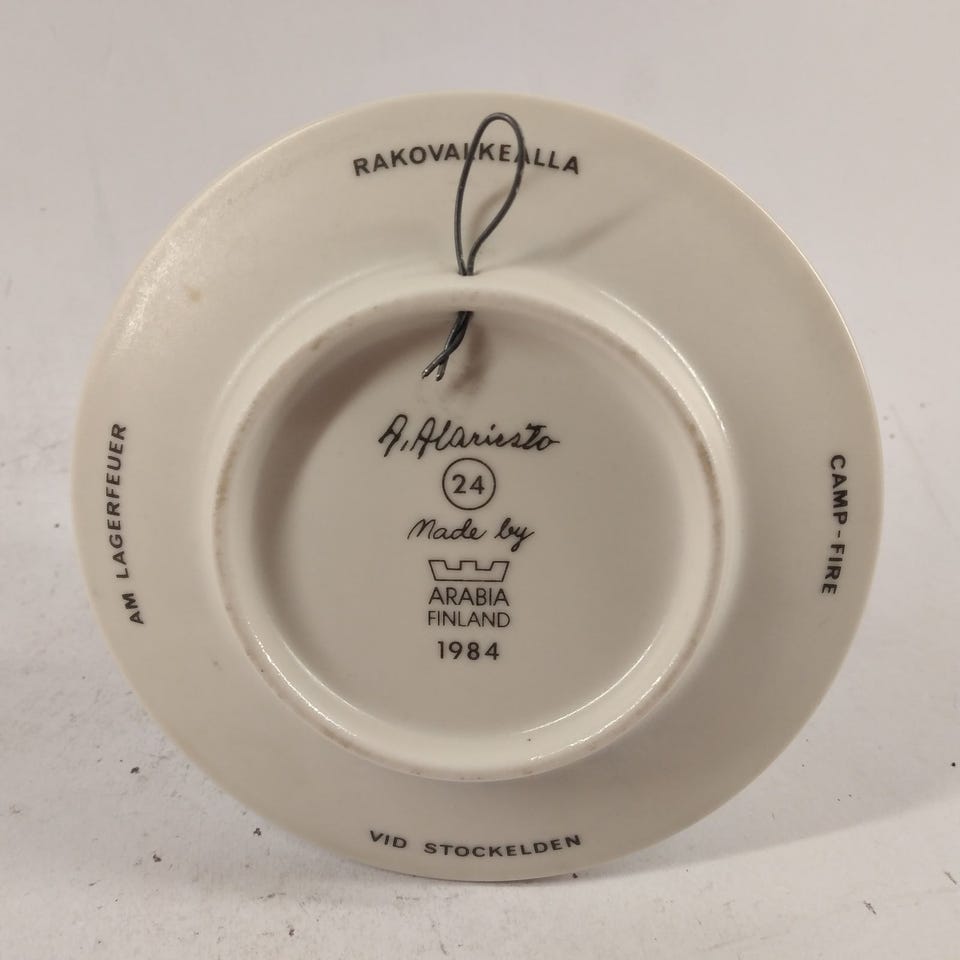 RAKOVALKEALLA
AM LAGERFEUER
CAMP-FIRE
A. Alariesto
24
Made by
ARABIA
FINLAND
1984
VID STOCKELDEN